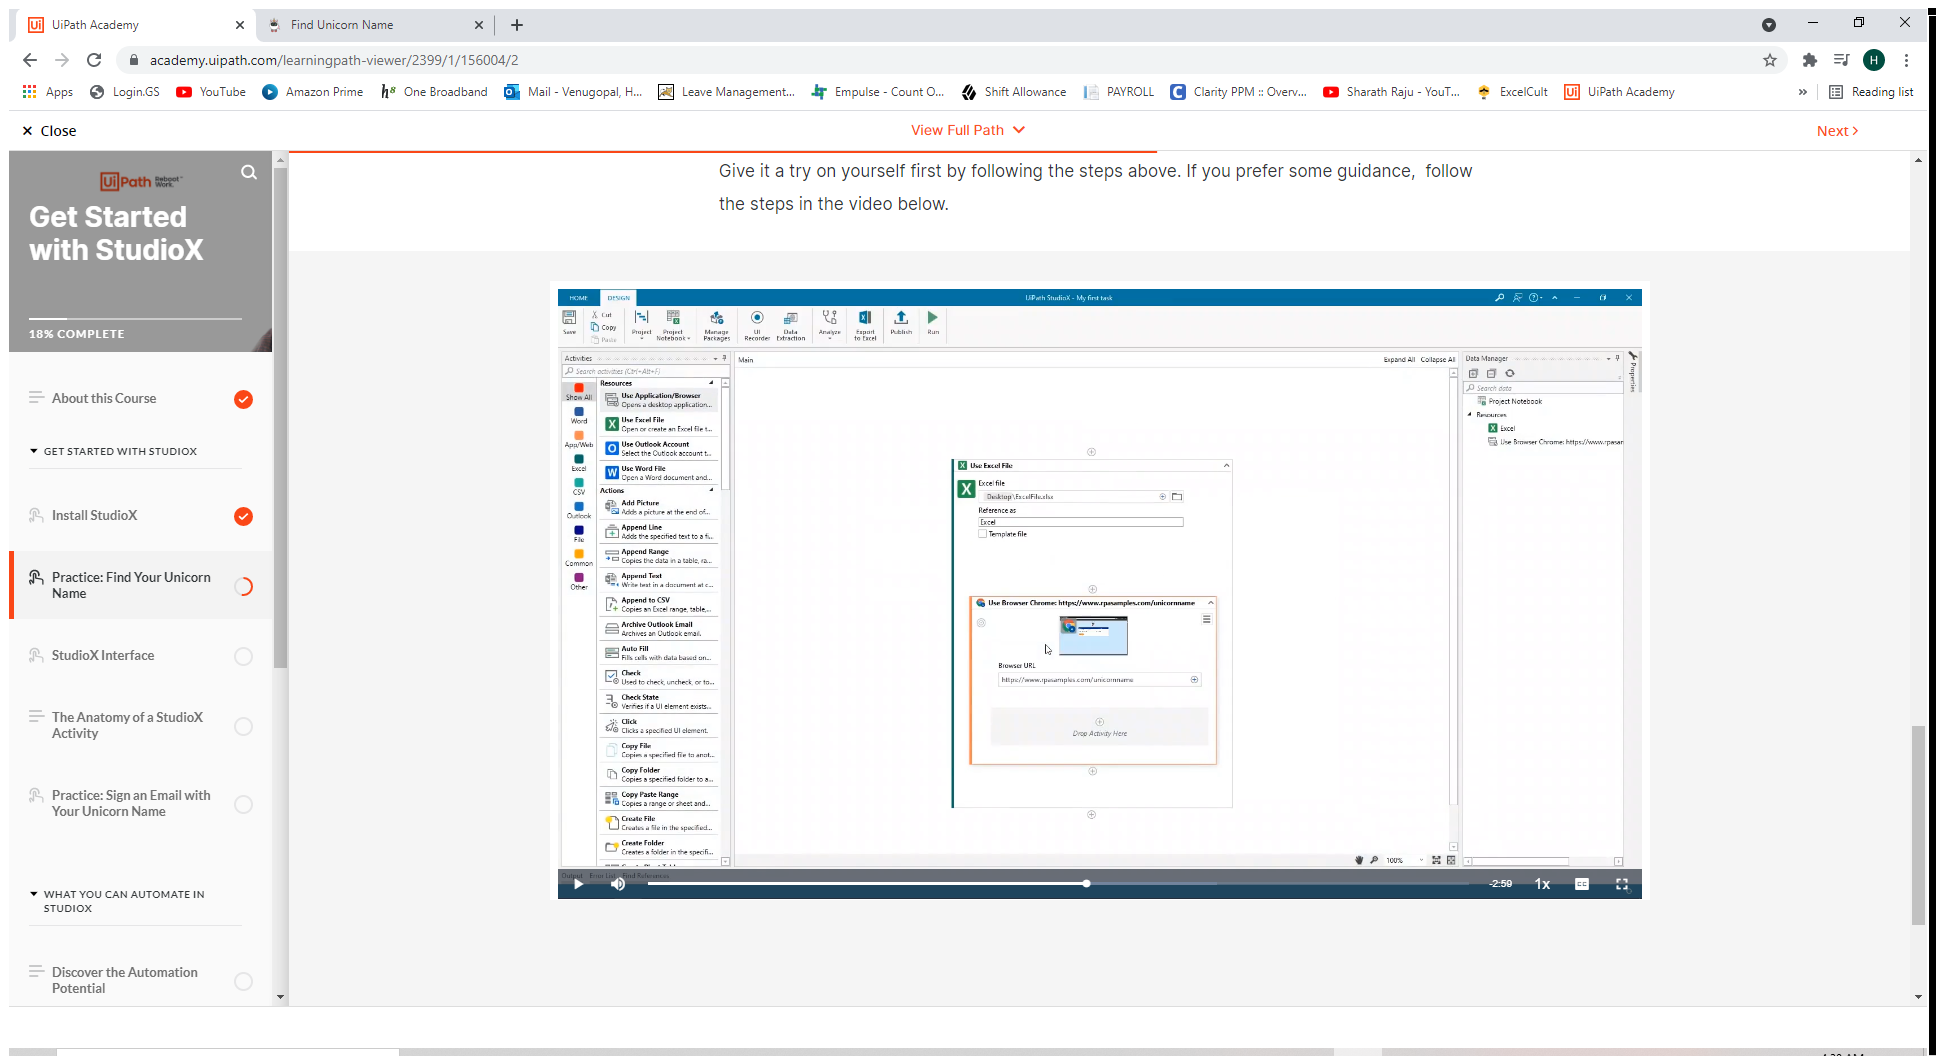 UiPath Academy
Find Unicorn Name
academy.uipath.com/learningpath-viewer/2399/1/156004/2
H
Apps
Login.GS
YouTube
Amazon Prime
One Broadband
Mail - Venugopal, H...
Leave Management...
Empulse - Count O...
Shift Allowance
PAYROLL
Clarity PPM :: Overv...
Sharath Raju - YouT...
ExcelCult
UiPath Academy
»
Reading list
Close
View Full Path
Next
UiPath Reboot Work.
Get Started
with StudioX
18% COMPLETE
About this Course
GET STARTED WITH STUDIOX
Install StudioX
Practice: Find Your Unicorn
Name
StudioX Interface
The Anatomy of a StudioX
Activity
Practice: Sign an Email with
Your Unicorn Name
WHAT YOU CAN AUTOMATE IN
STUDIOX
Discover the Automation
Potential
Give it a try on yourself first by following the steps above. If you prefer some guidance, follow
the steps in the video below.
HOME
DESIGN
UiPath StudioX - My first task
Save
Cut
Copy
Paste
Project
Project
Notebook
Manage
Packages
UI
Recorder
Data
Extraction
Analyze
Export
to Excel
Publish
Run
Activities
Search activities (Ctrl+Alt+F)
Show All
Word
App/Web
Excel
CSV
Outlook
File
Common
Other
Resources
Use Application/Browser
Opens a desktop application...
Use Excel File
Open or create an Excel file t...
Use Outlook Account
Select the Outlook account t...
Use Word File
Open a Word document and...
Actions
Add Picture
Adds a picture at the end of...
Append Line
Adds the specified text to a fi...
Append Range
Copies the data in a table, ra...
Append Text
Write text in a document at c...
Append to CSV
Copies an Excel range, table,...
Archive Outlook Email
Archives an Outlook email.
Auto Fill
Fills cells with data based on...
Check
Used to check, uncheck, or to...
Check State
Verifies if a UI element exists...
Click
Clicks a specified UI element.
Copy File
Copies a specified file to anot...
Copy Folder
Copies a specified folder to a...
Copy Paste Range
Copies a range or sheet and...
Create File
Creates a file in the specified...
Create Folder
Creates a folder in the specifi...
Main
Expand All
Collapse All
Use Excel File
Excel file
Desktop\ExcelFile.xlsx
Reference as
Excel
Template file
Use Browser Chrome: https://www.rpasamples.com/unicornname
Browser URL
https://www.rpasamples.com/unicornname
Drop Activity Here
100%
Data Manager
Search data
Project Notebook
Resources
Excel
Use Browser Chrome: https://www.rpasam
Properties
Output
Error List
Find References
-2:59
1x
CC